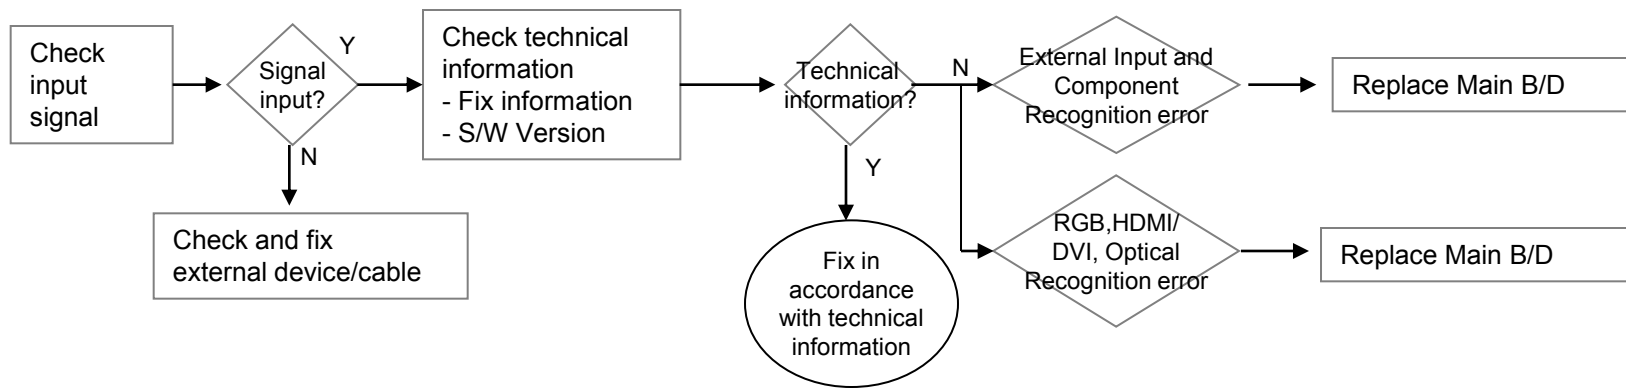 Check
input
signal
Signal
input?
Y
N
Check and fix
external device/cable
Check technical
information
- Fix information
- S/W Version
Technical
information?
N
Y
Fix in
accordance
with technical
information
External Input and
Component
Recognition error
Replace Main B/D
RGB,HDMI/
DVI, Optical
Recognition error
Replace Main B/D